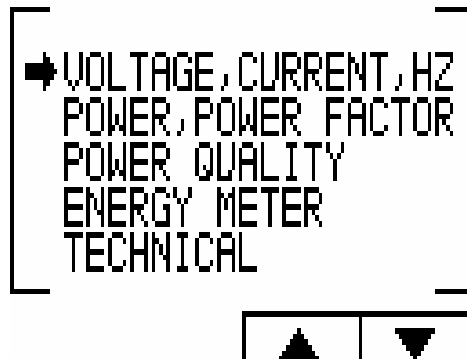 VOLTAGE,CURRENT,HZ
POWER,POWER FACTOR
POWER QUALITY
ENERGY METER
TECHNICAL